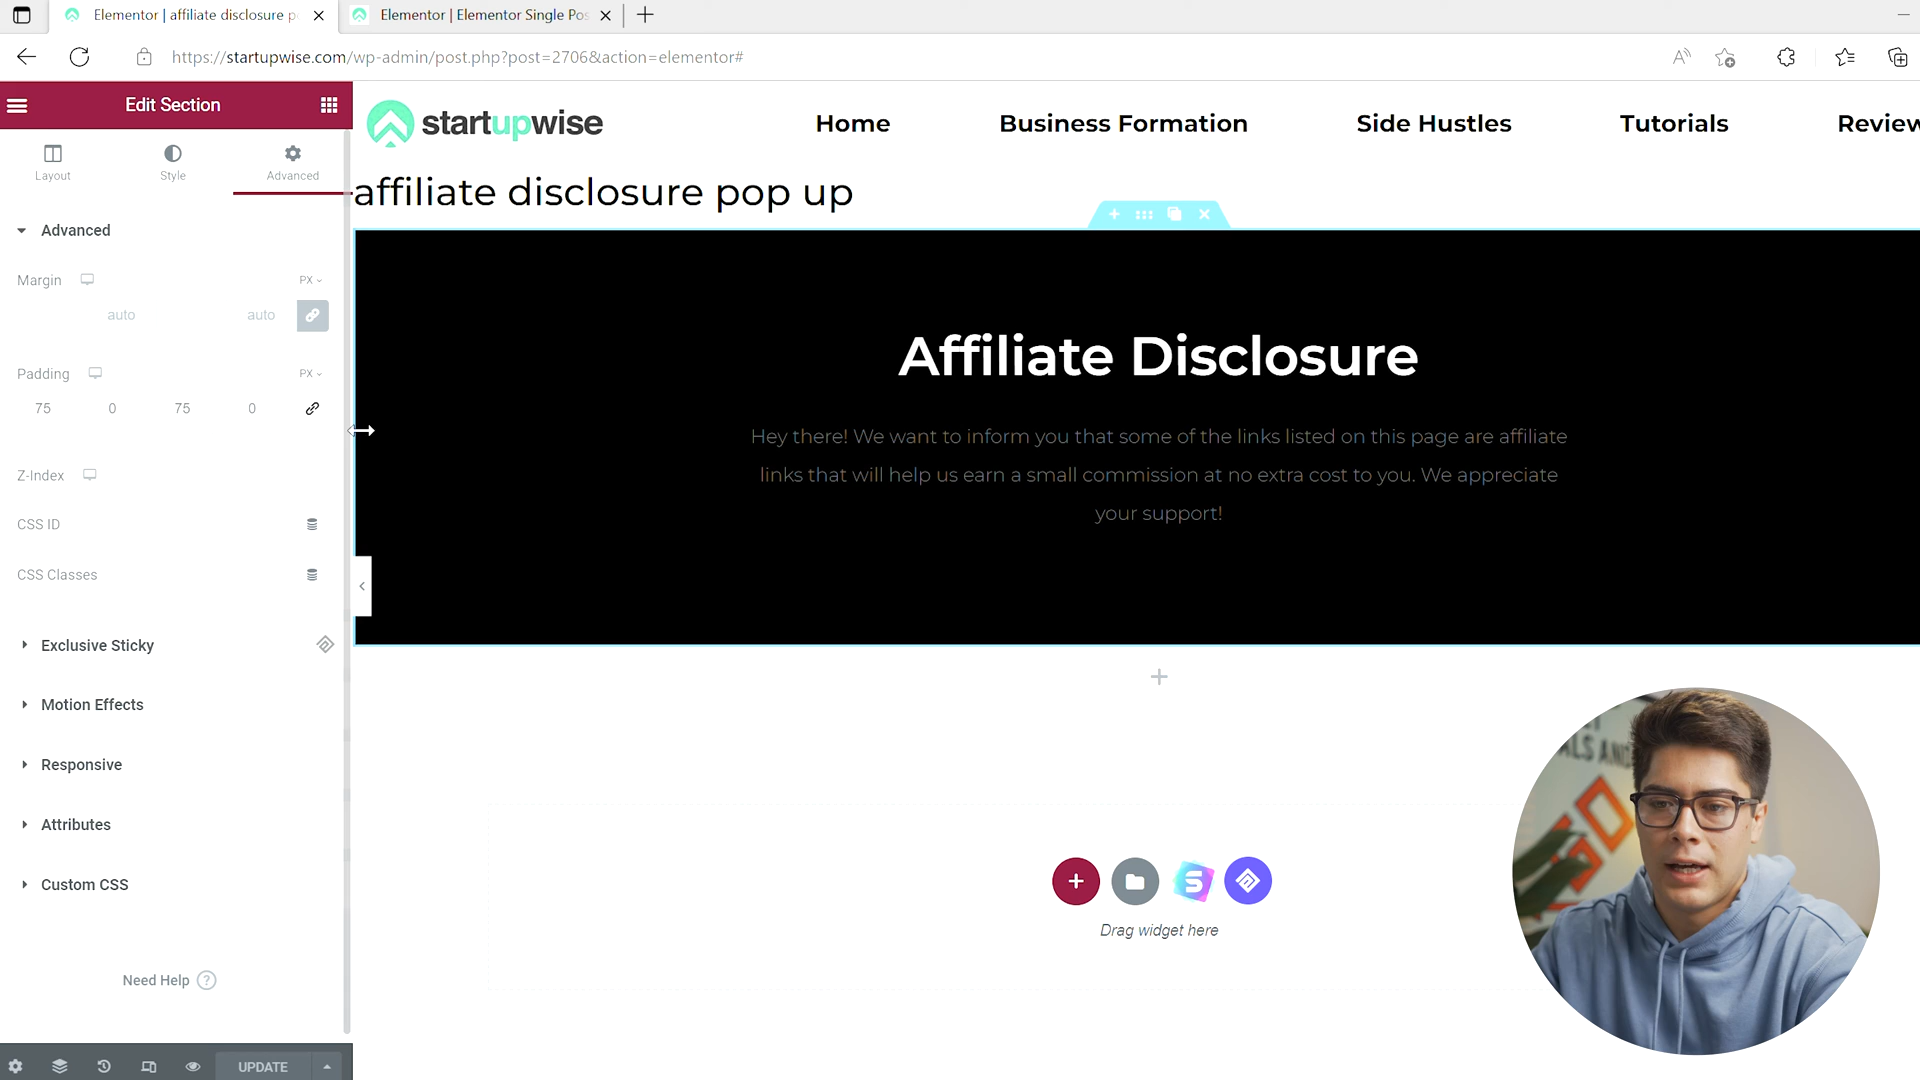 Elementor | affiliate disclosure p
Elementor | Elementor Single Pos
https://startupwise.com/wp-admin/post.php?post=2706&action=elementor#
Edit Section
startupwise
Home
Business Formation
Side Hustles
Tutorials
Review
Layout
Style
Advanced
affiliate disclosure pop up
Advanced
Margin
PX
auto
auto
Padding
PX
75
0
75
0
Z-Index
CSS ID
CSS Classes
Affiliate Disclosure
Hey there! We want to inform you that some of the links listed on this page are affiliate
links that will help us earn a small commission at no extra cost to you. We appreciate
your support!
Exclusive Sticky
Motion Effects
Responsive
Attributes
Custom CSS
Need Help ?
Drag widget here
UPDATE